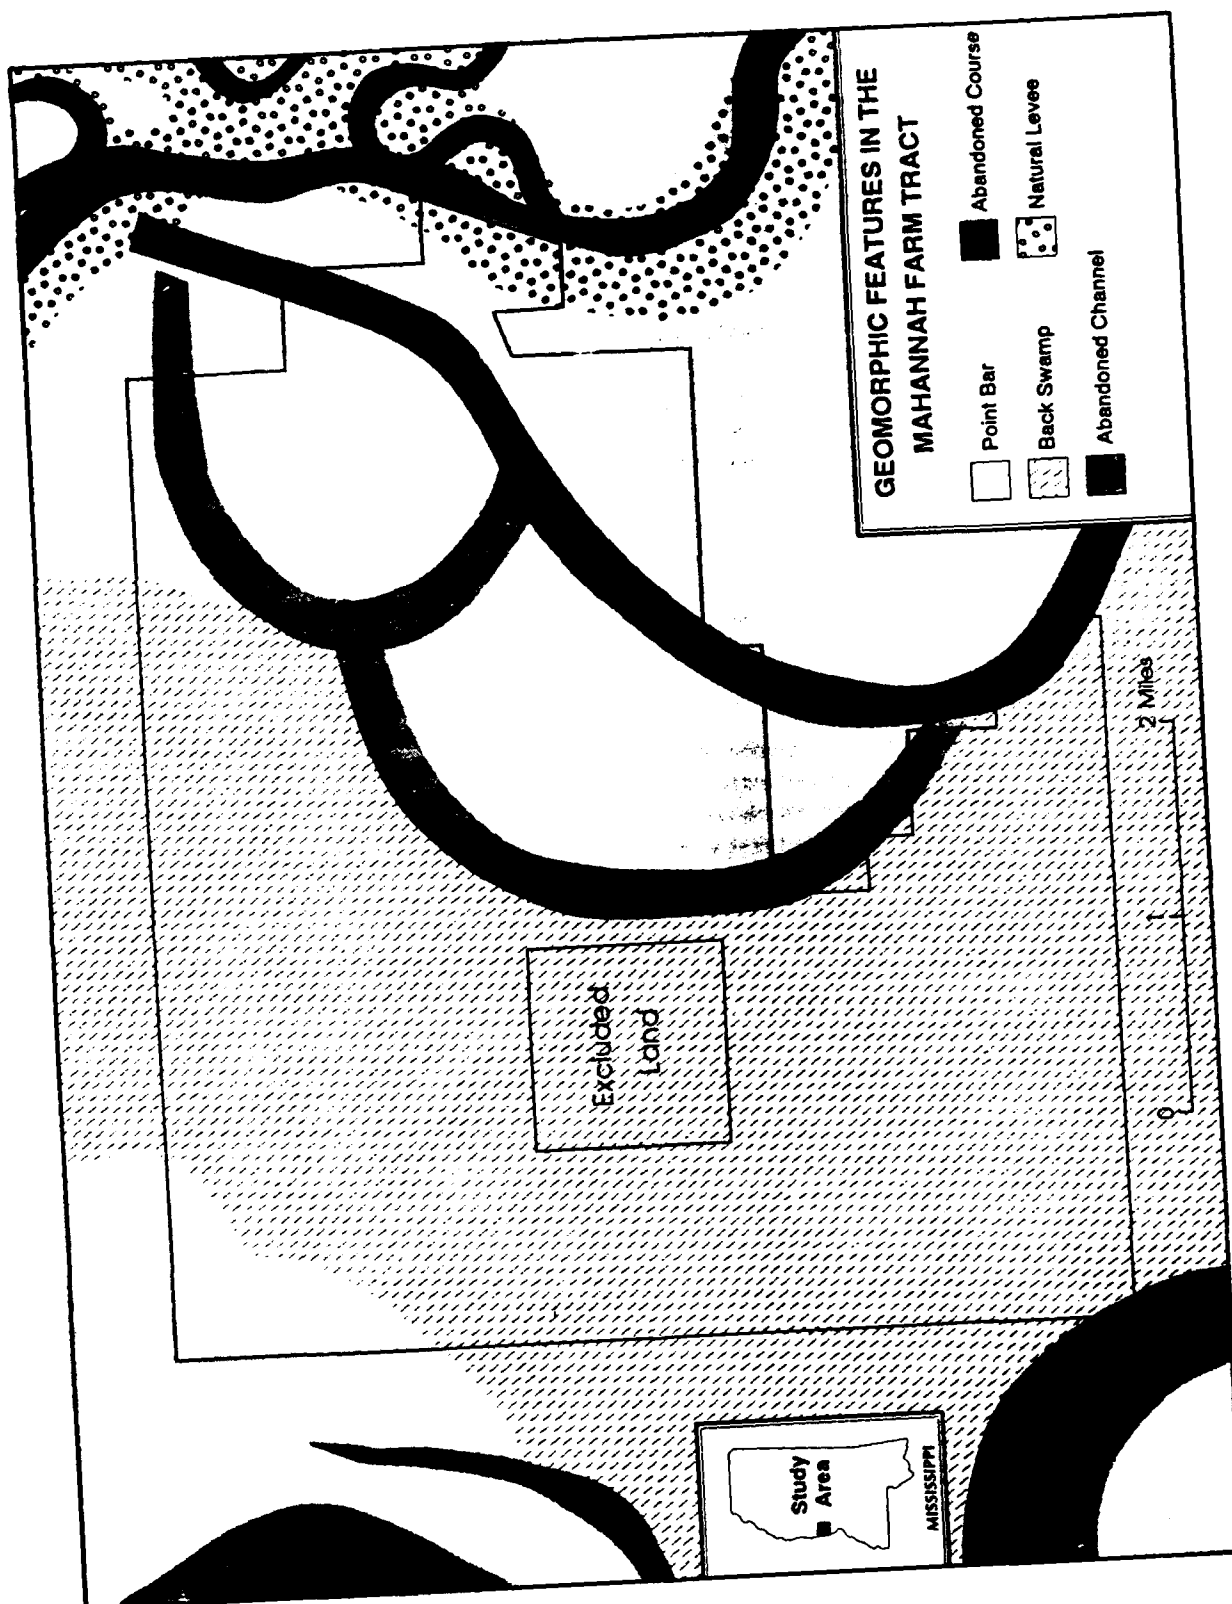 GEOMORPHIC FEATURES IN THE
MAHANNAH FARM TRACT
Point Bar
Back Swamp
Abandoned Channel
Abandoned Course
Natural Levee
Excluded
Land
0 1 2 Miles
Study
Area
MISSISSIPPI